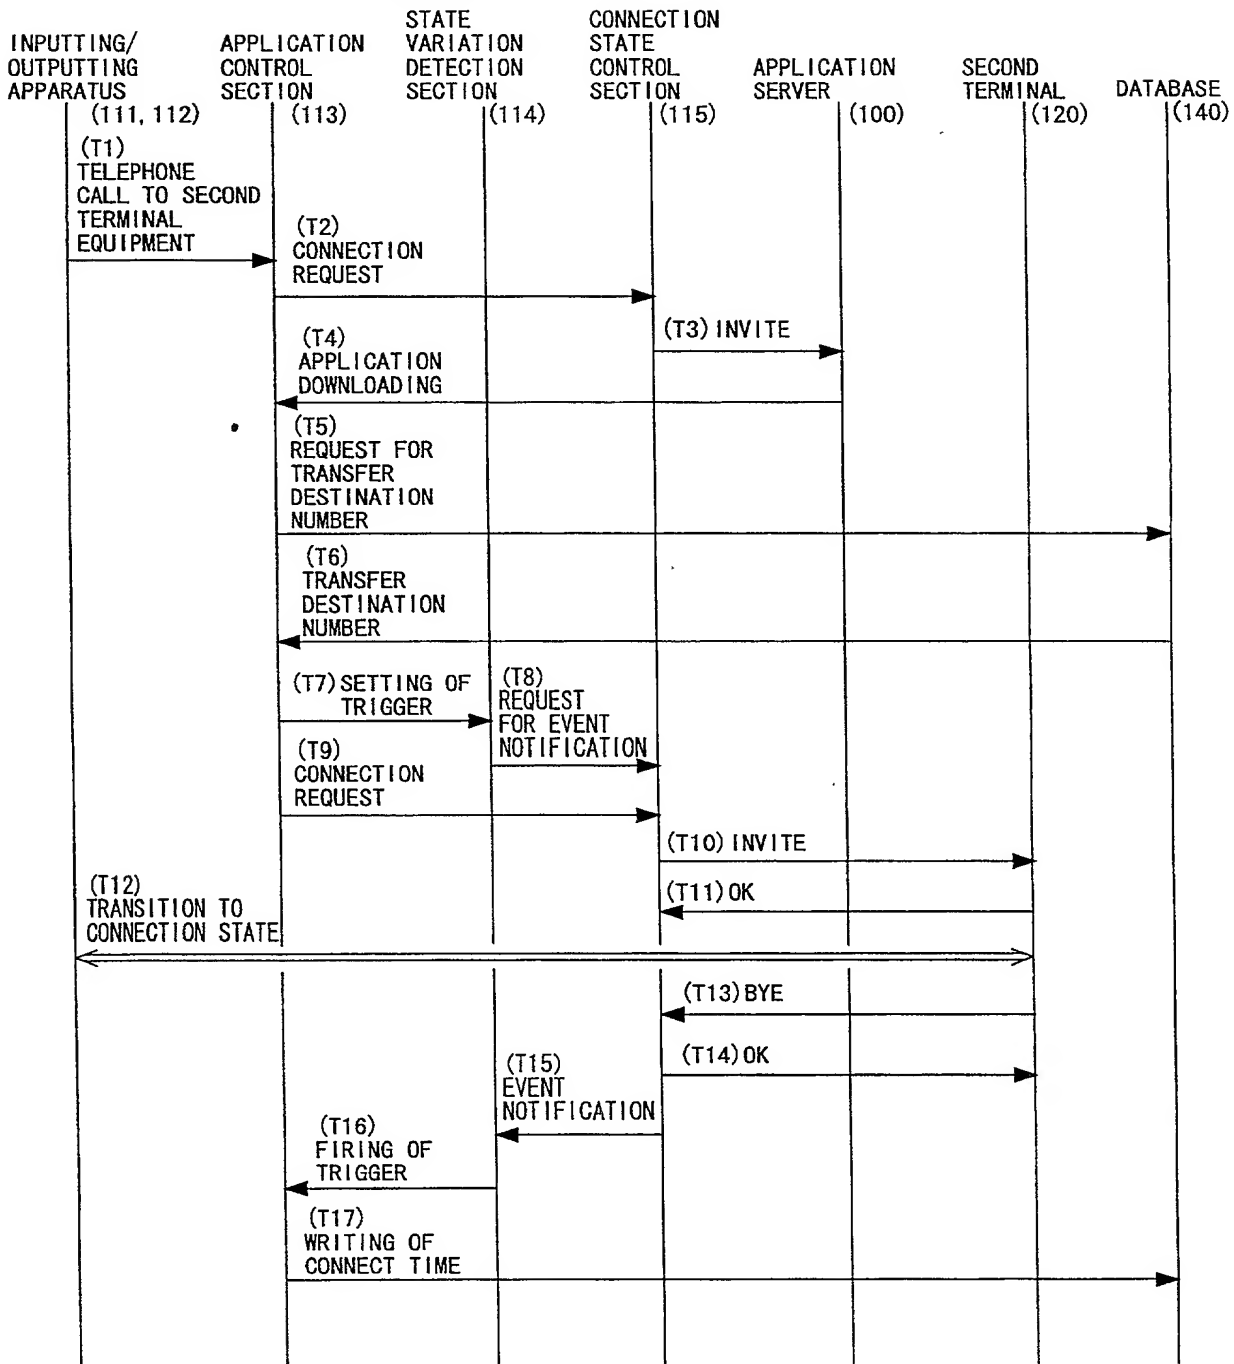 INPUTTING/
OUTPUTTING
APPARATUS
(111, 112)
APPLICATION
CONTROL
SECTION
(113)
STATE
VARIATION
DETECTION
SECTION
(114)
CONNECTION
STATE
CONTROL
SECTION
(115)
APPLICATION
SERVER
(100)
SECOND
TERMINAL
(120)
DATABASE
(140)
(T1)
TELEPHONE
CALL TO SECOND
TERMINAL
EQUIPMENT
(T2)
CONNECTION
REQUEST
(T3) INVITE
(T4)
APPLICATION
DOWNLOADING
(T5)
REQUEST FOR
TRANSFER
DESTINATION
NUMBER
(T6)
TRANSFER
DESTINATION
NUMBER
(T7) SETTING OF
TRIGGER
(T8)
REQUEST
FOR EVENT
NOTIFICATION
(T9)
CONNECTION
REQUEST
(T10) INVITE
(T11) OK
(T12)
TRANSITION TO
CONNECTION STATE
(T13) BYE
(T14) OK
(T15)
EVENT
NOTIFICATION
(T16)
FIRING OF
TRIGGER
(T17)
WRITING OF
CONNECT TIME